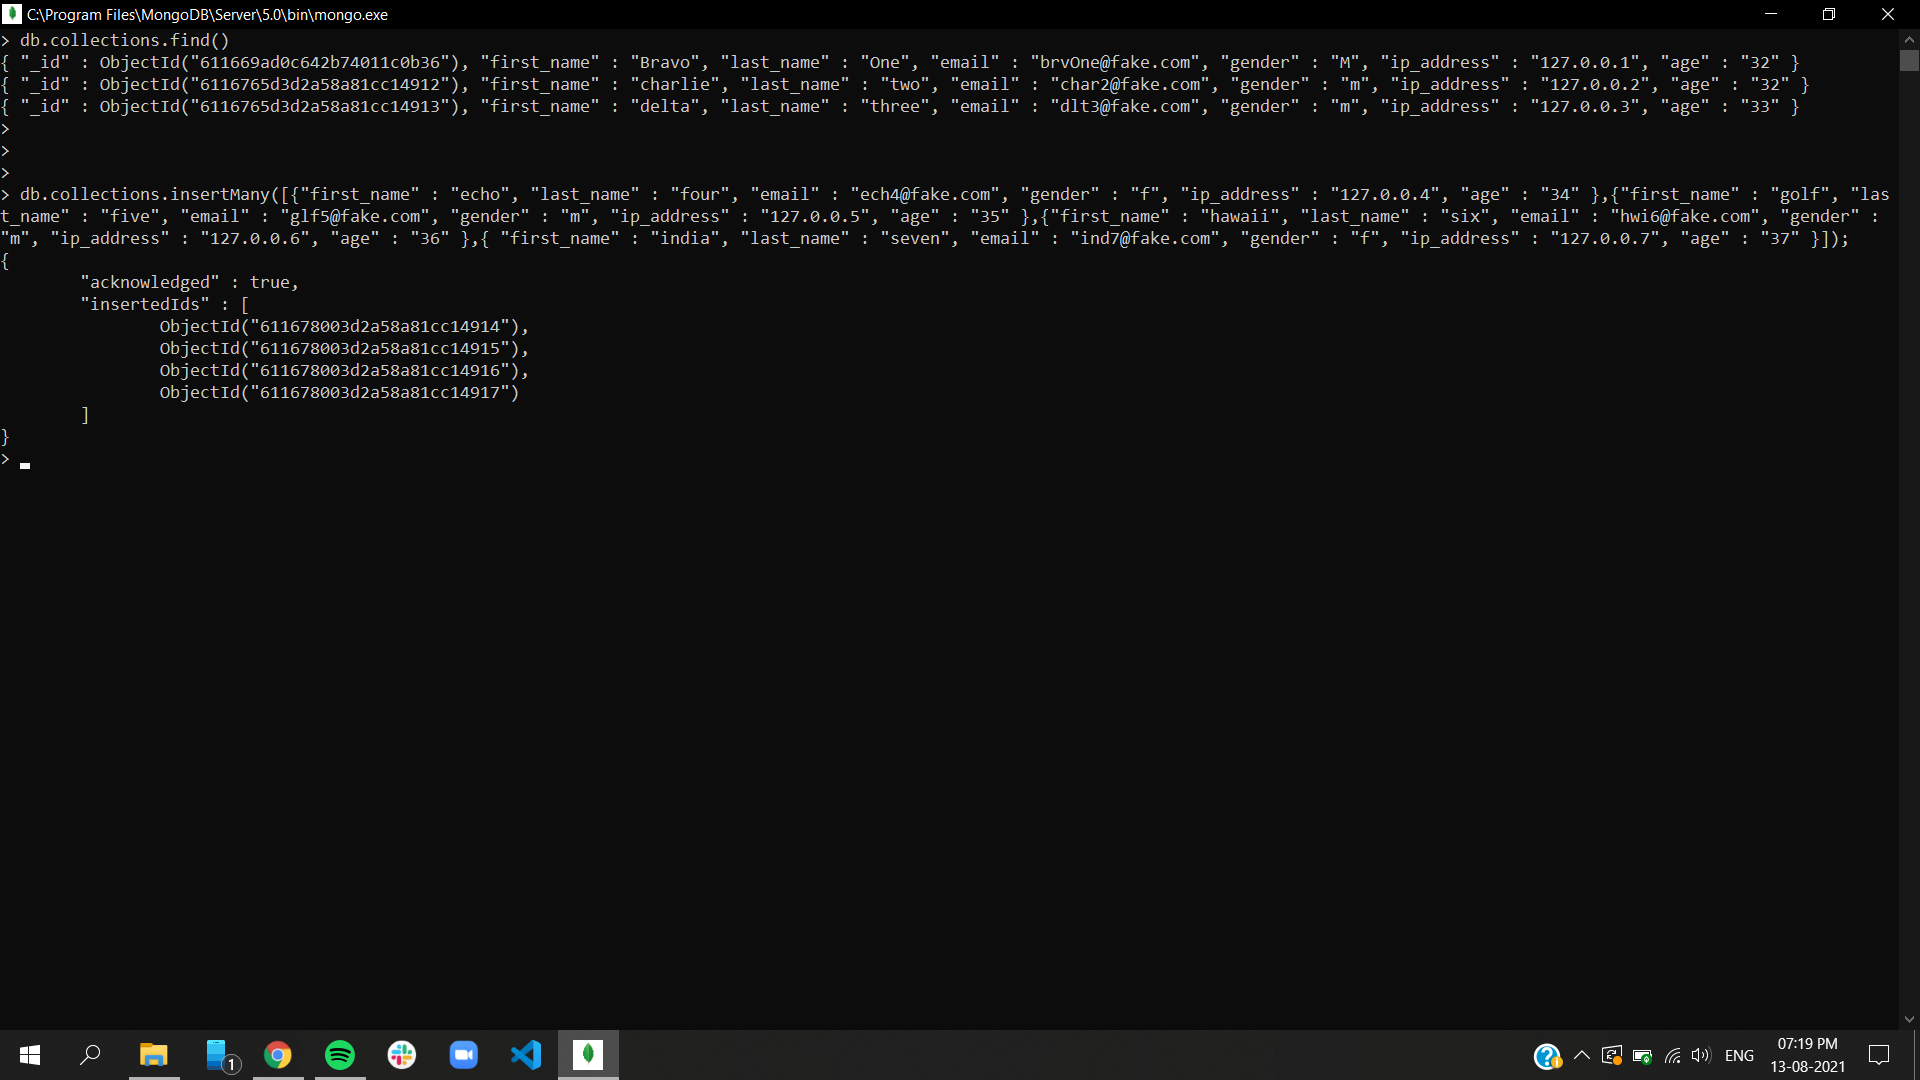 C:\Program Files\MongoDB\Server\5.0\bin\mongo.exe
> db.collections.find()
{ "_id" : ObjectId("611669ad0c642b74011c0b36"), "first_name" : "Bravo", "last_name" : "One", "email" : "brvOne@fake.com", "gender" : "M", "ip_address" : "127.0.0.1", "age" : "32" }
{ "_id" : ObjectId("6116765d3d2a58a81cc14912"), "first_name" : "charlie", "last_name" : "two", "email" : "char2@fake.com", "gender" : "m", "ip_address" : "127.0.0.2", "age" : "32" }
{ "_id" : ObjectId("6116765d3d2a58a81cc14913"), "first_name" : "delta", "last_name" : "three", "email" : "dlt3@fake.com", "gender" : "m", "ip_address" : "127.0.0.3", "age" : "33" }
>
>
>
> db.collections.insertMany([{"first_name" : "echo", "last_name" : "four", "email" : "ech4@fake.com", "gender" : "f", "ip_address" : "127.0.0.4", "age" : "34" },{"first_name" : "golf", "las
t_name" : "five", "email" : "glf5@fake.com", "gender" : "m", "ip_address" : "127.0.0.5", "age" : "35" },{"first_name" : "hawaii", "last_name" : "six", "email" : "hwi6@fake.com", "gender" :
"m", "ip_address" : "127.0.0.6", "age" : "36" },{ "first_name" : "india", "last_name" : "seven", "email" : "ind7@fake.com", "gender" : "f", "ip_address" : "127.0.0.7", "age" : "37" }]);
{
        "acknowledged" : true,
        "insertedIds" : [
                ObjectId("611678003d2a58a81cc14914"),
                ObjectId("611678003d2a58a81cc14915"),
                ObjectId("611678003d2a58a81cc14916"),
                ObjectId("611678003d2a58a81cc14917")
        ]
}
>
1
ENG
07:19 PM
13-08-2021